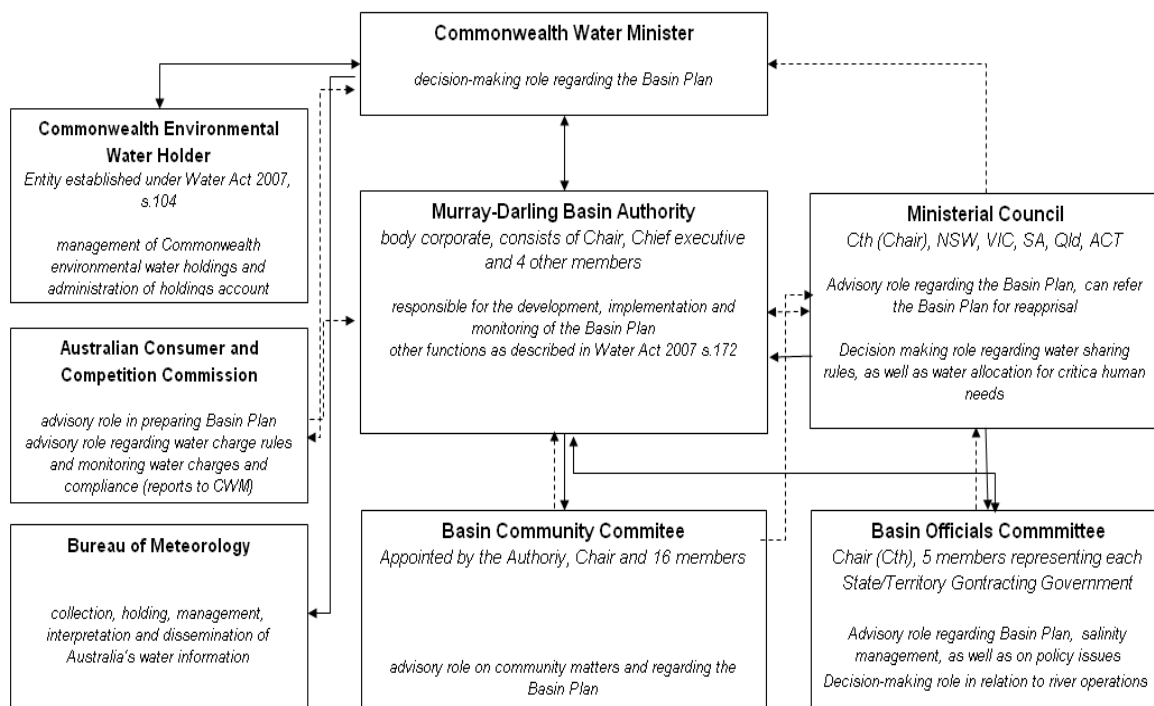 Commonwealth Water Minister
decision-making role regarding the Basin Plan
Commonwealth Environmental
Water Holder
Entity established under Water Act 2007,
s.104
management of Commonwealth
environmental water holdings and
administration of holdings account
Murray-Darling Basin Authority
body corporate, consists of Chair, Chief executive
and 4 other members
responsible for the development, implementation and
monitoring of the Basin Plan
other functions as described in Water Act 2007 s.172
Ministerial Council
Cth (Chair), NSW, VIC, SA, Qld, ACT
Advisory role regarding the Basin Plan, can refer
the Basin Plan for reapprisal
Decision making role regarding water sharing
rules, as well as water allocation for critica human
needs
Australian Consumer and
Competition Commission
advisory role in preparing Basin Plan
advisory role regarding water charge rules
and monitoring water charges and
compliance (reports to CWM)
Bureau of Meteorology
collection, holding, management,
interpretation and dissemination of
Australia's water information
Basin Community Commitee
Appointed by the Authoriy, Chair and 16 members
advisory role on community matters and regarding the
Basin Plan
Basin Officials Commmittee
Chair (Cth), 5 members representing each
State/Territory Gontracting Government
Advisory role regarding Basin Plan, salinity
management, as well as on policy issues
Decision-making role in relation to river operations